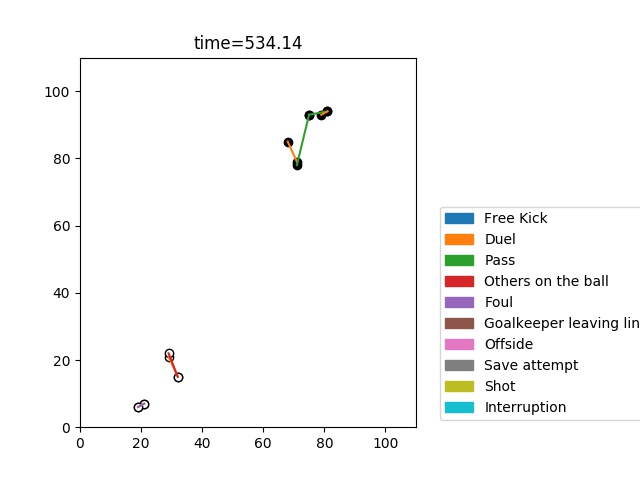 time=534.14
100
80
60
40
20
0
0 20 40 60 80 100
Free Kick
Duel
Pass
Others on the ball
Foul
Goalkeeper leaving lin
Offside
Save attempt
Shot
Interruption